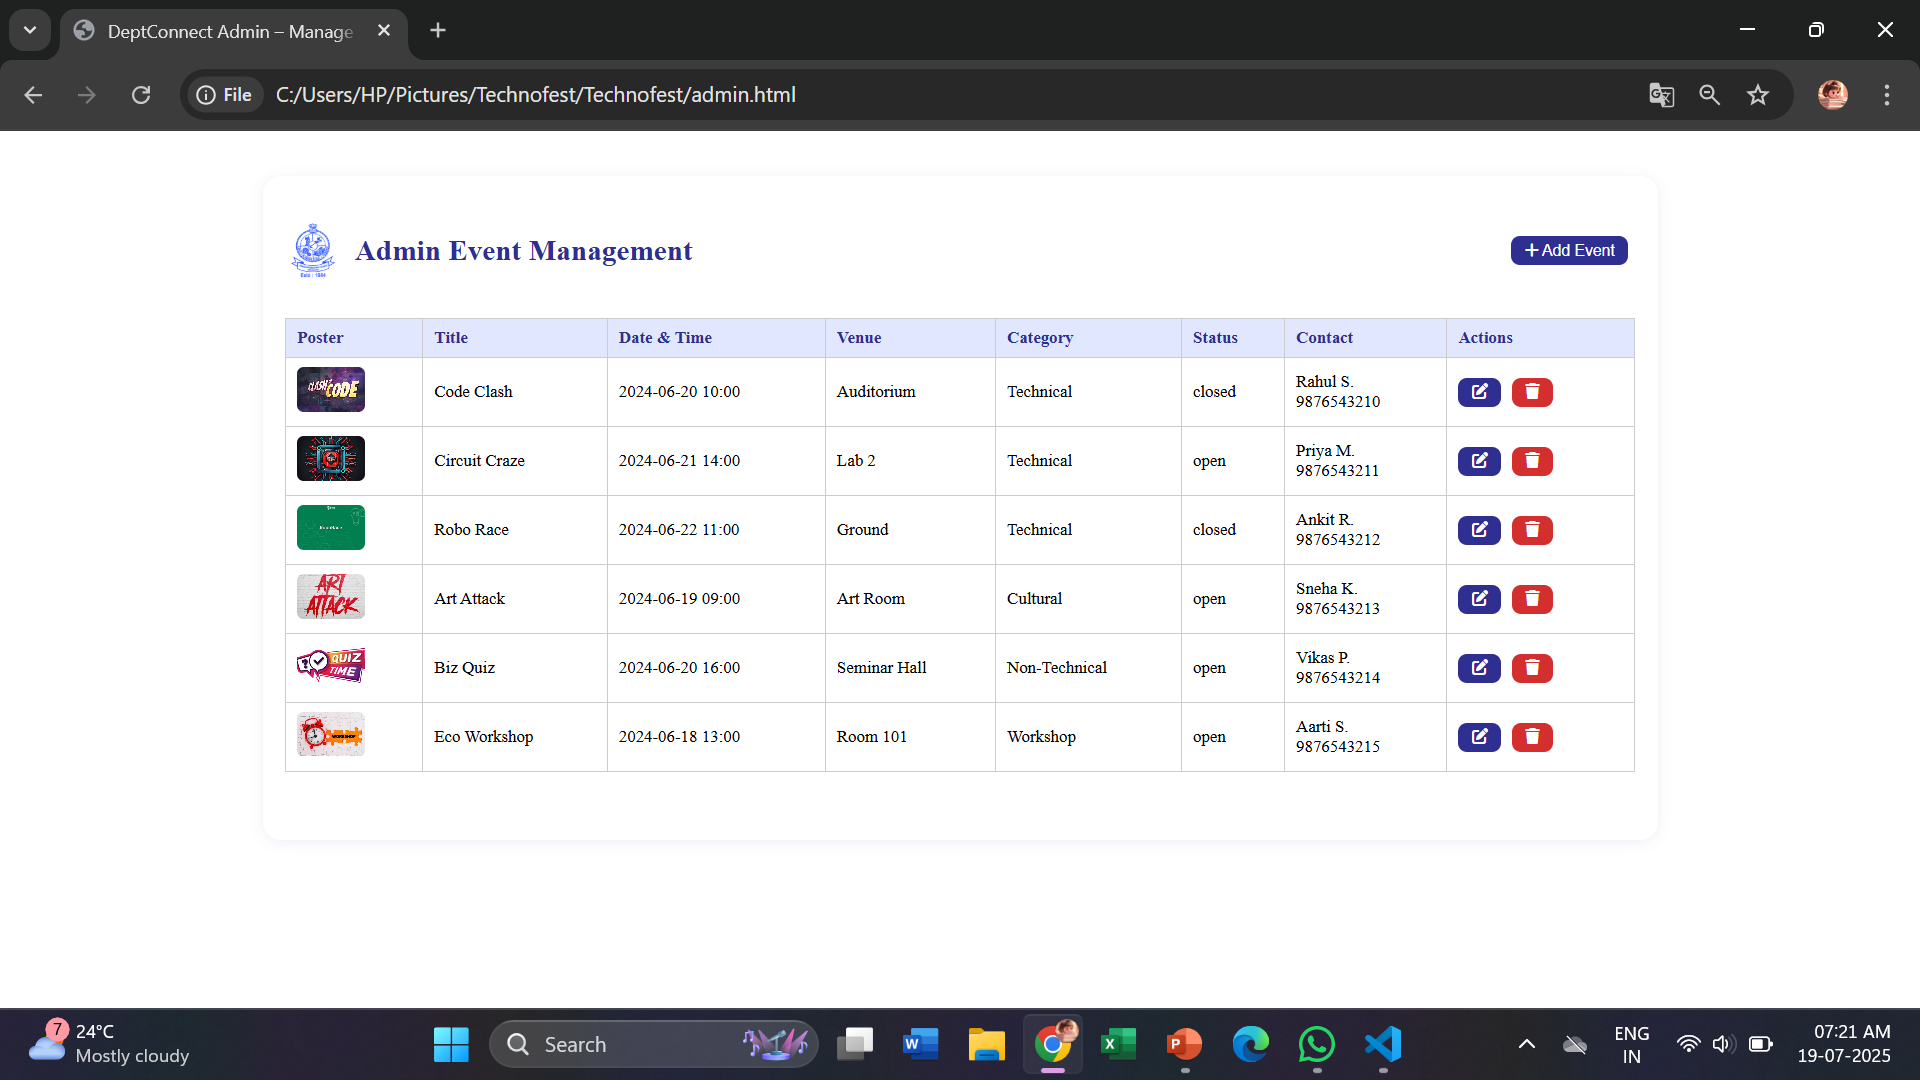 DeptConnect Admin – Manage
File
C:/Users/HP/Pictures/Technofest/Technofest/admin.html
Estd : 1984
Admin Event Management
+ Add Event
Poster Title Date & Time Venue Category Status Contact Actions
CLASH CODE
Code Clash 2024-06-20 10:00 Auditorium Technical closed Rahul S.
9876543210
Circuit Craze 2024-06-21 14:00 Lab 2 Technical open Priya M.
9876543211
Robo Race 2024-06-22 11:00 Ground Technical closed Ankit R.
9876543212
ART
ATTACK
Art Attack 2024-06-19 09:00 Art Room Cultural open Sneha K.
9876543213
? QUIZ
TIME
Biz Quiz 2024-06-20 16:00 Seminar Hall Non-Technical open Vikas P.
9876543214
WORKSHOP
Eco Workshop 2024-06-18 13:00 Room 101 Workshop open Aarti S.
9876543215
7
24°C
Mostly cloudy
Search
ENG
IN
07:21 AM
19-07-2025